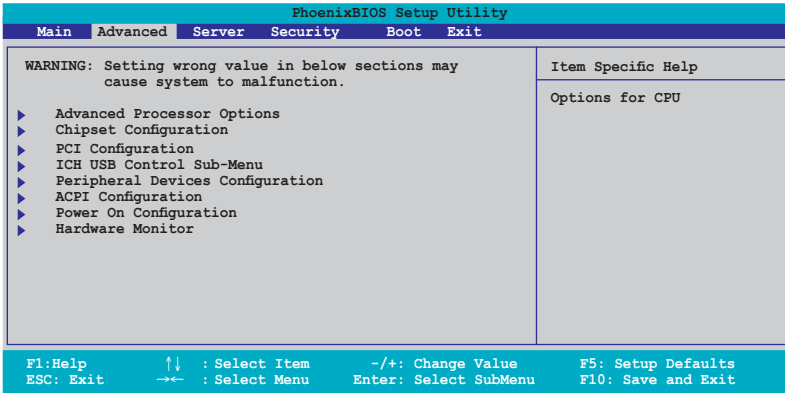 PhoenixBIOS Setup Utility
Main Advanced Server Security Boot Exit
WARNING: Setting wrong value in below sections may
cause system to malfunction.
Advanced Processor Options
Chipset Configuration
PCI Configuration
ICH USB Control Sub-Menu
Peripheral Devices Configuration
ACPI Configuration
Power On Configuration
Hardware Monitor
Item Specific Help
Options for CPU
F1:Help ↑↓ : Select Item -/+: Change Value F5: Setup Defaults
ESC: Exit →← : Select Menu Enter: Select SubMenu F10: Save and Exit